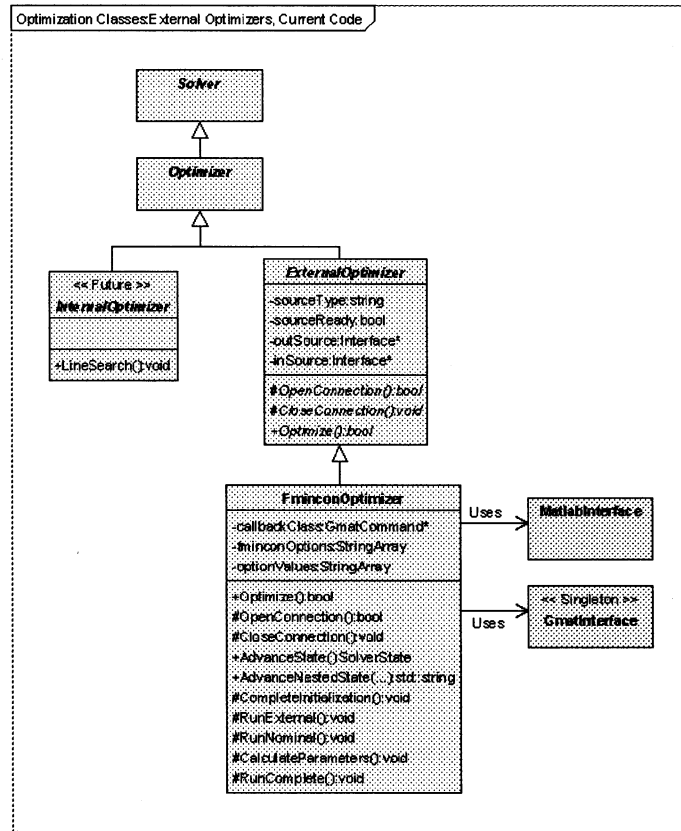 Optimization Classes:External Optimizers, Current Code
Solver
Optimizer
<< Future >>
InternalOptimizer
+LineSearch():void
ExternalOptimizer
-sourceType:string
-sourceReady:bool
-outSource:Interface*
-inSource:Interface*
#OpenConnection():bool
#CloseConnection():void
+Optimize():bool
FminconOptimizer
-callbackClass:GmatCommand*
-fminconOptions:StringArray
-optionValues:StringArray
+Optimize():bool
#OpenConnection():bool
#CloseConnection():void
+AdvanceState():SolverState
+AdvanceNestedState(...):std::string
#CompleteInitialization():void
#RunExternal():void
#RunNominal():void
#CalculateParameters():void
#RunComplete():void
Uses
MatlabInterface
Uses
<< Singleton >>
GmatInterface